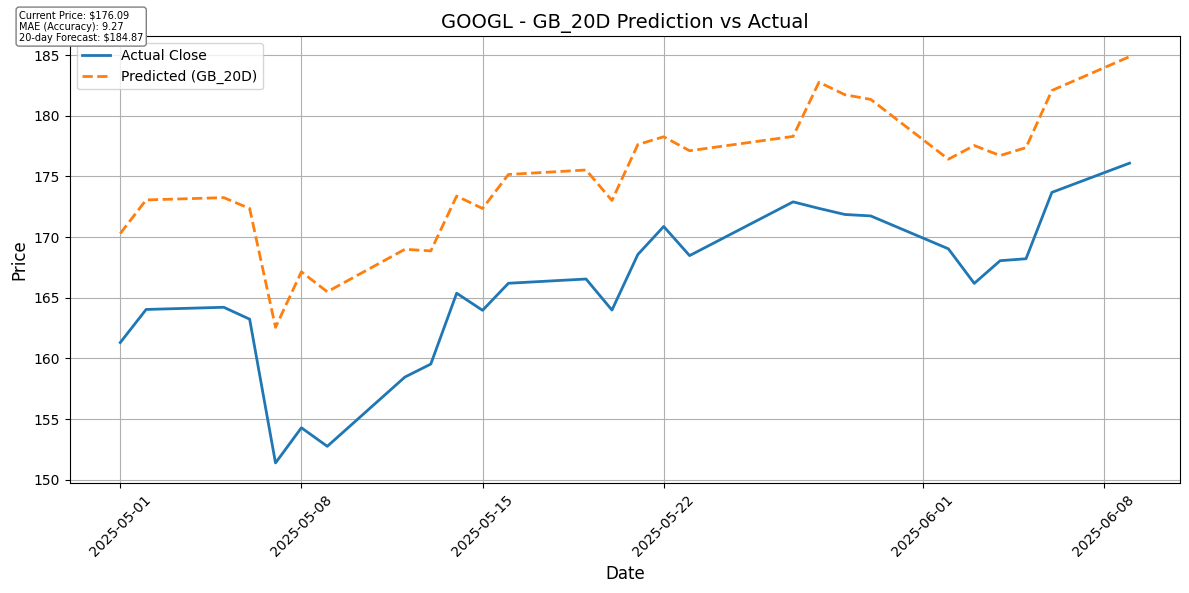 GOOGL - GB_20D Prediction vs Actual
Current Price: $176.09
MAE (Accuracy): 9.27
20-day Forecast: $184.87
Actual Close
Predicted (GB_20D)
Price
185
180
175
170
165
160
155
150
2025-05-01
2025-05-08
2025-05-15
2025-05-22
2025-06-01
2025-06-08
Date